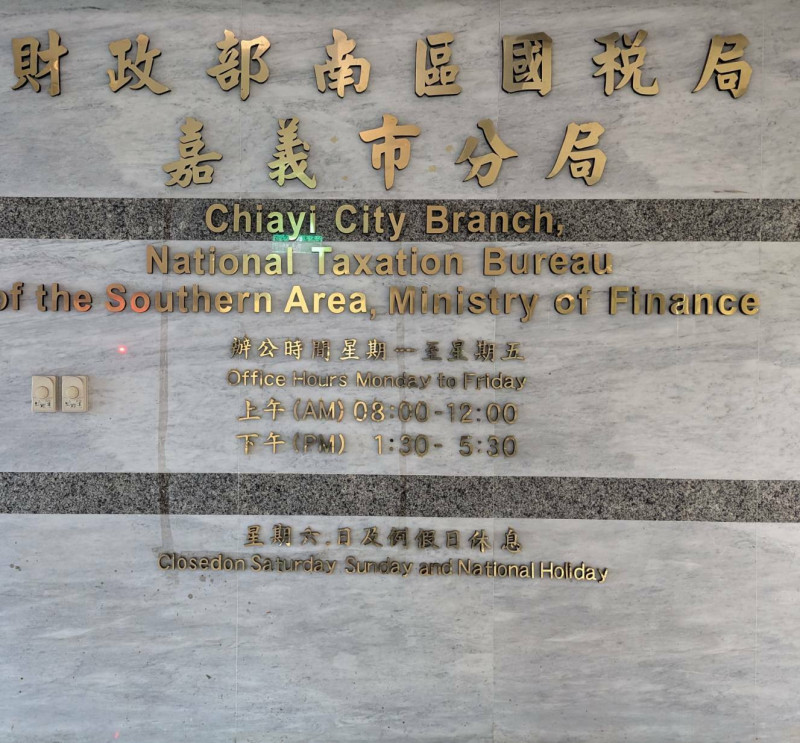 財政部南區國税局
嘉義市分局
Chiayi City Branch,
National Taxation Bureau
of the Southern Area, Ministry of Finance
辦公時間星期一至星期五
Office Hours Monday to Friday
上午(AM) 08:00-12:00
下午(PM) 1:30- 5:30
星期六.日及例假日休息
Closedon Saturday Sunday and National Holiday